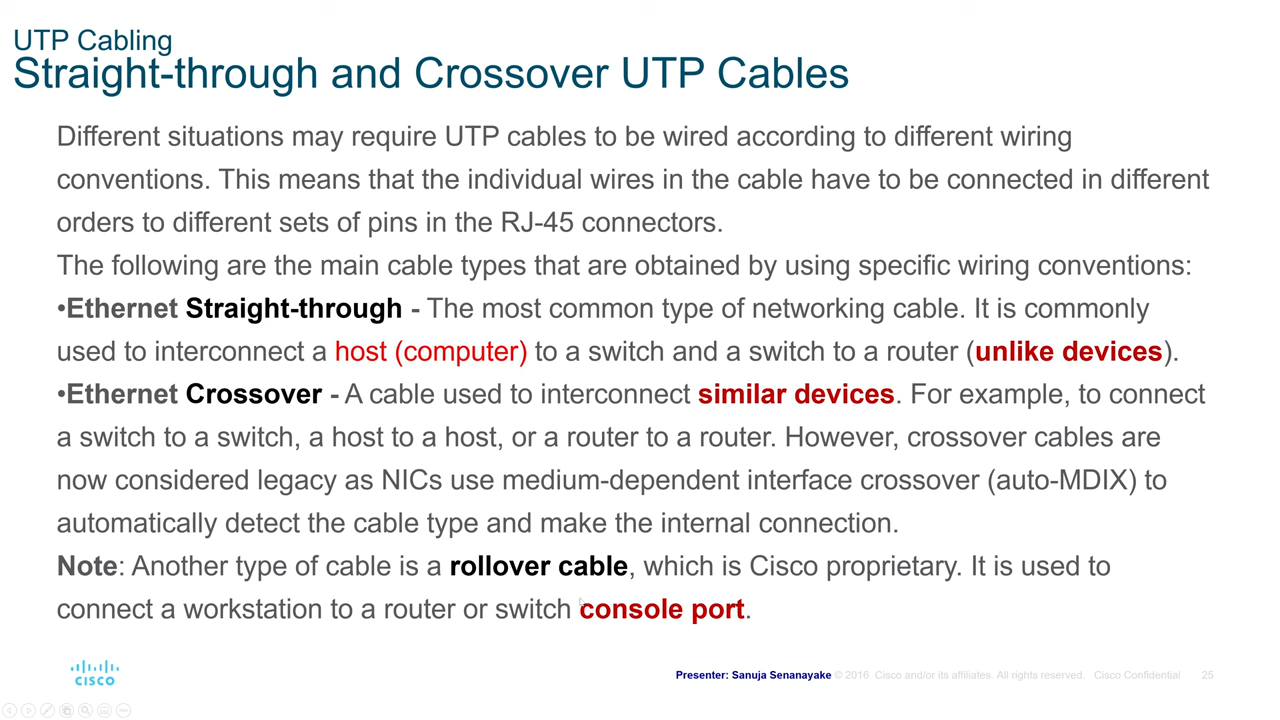 UTP Cabling
Straight-through and Crossover UTP Cables
Different situations may require UTP cables to be wired according to different wiring
conventions. This means that the individual wires in the cable have to be connected in different
orders to different sets of pins in the RJ-45 connectors.
The following are the main cable types that are obtained by using specific wiring conventions:
•Ethernet Straight-through - The most common type of networking cable. It is commonly
used to interconnect a host (computer) to a switch and a switch to a router (unlike devices).
•Ethernet Crossover - A cable used to interconnect similar devices. For example, to connect
a switch to a switch, a host to a host, or a router to a router. However, crossover cables are
now considered legacy as NICs use medium-dependent interface crossover (auto-MDIX) to
automatically detect the cable type and make the internal connection.
Note: Another type of cable is a rollover cable, which is Cisco proprietary. It is used to
connect a workstation to a router or switch console port.
CISCO
Presenter: Sanuja Senanayake © 2016 Cisco and/or its affiliates. All rights reserved. Cisco Confidential 25